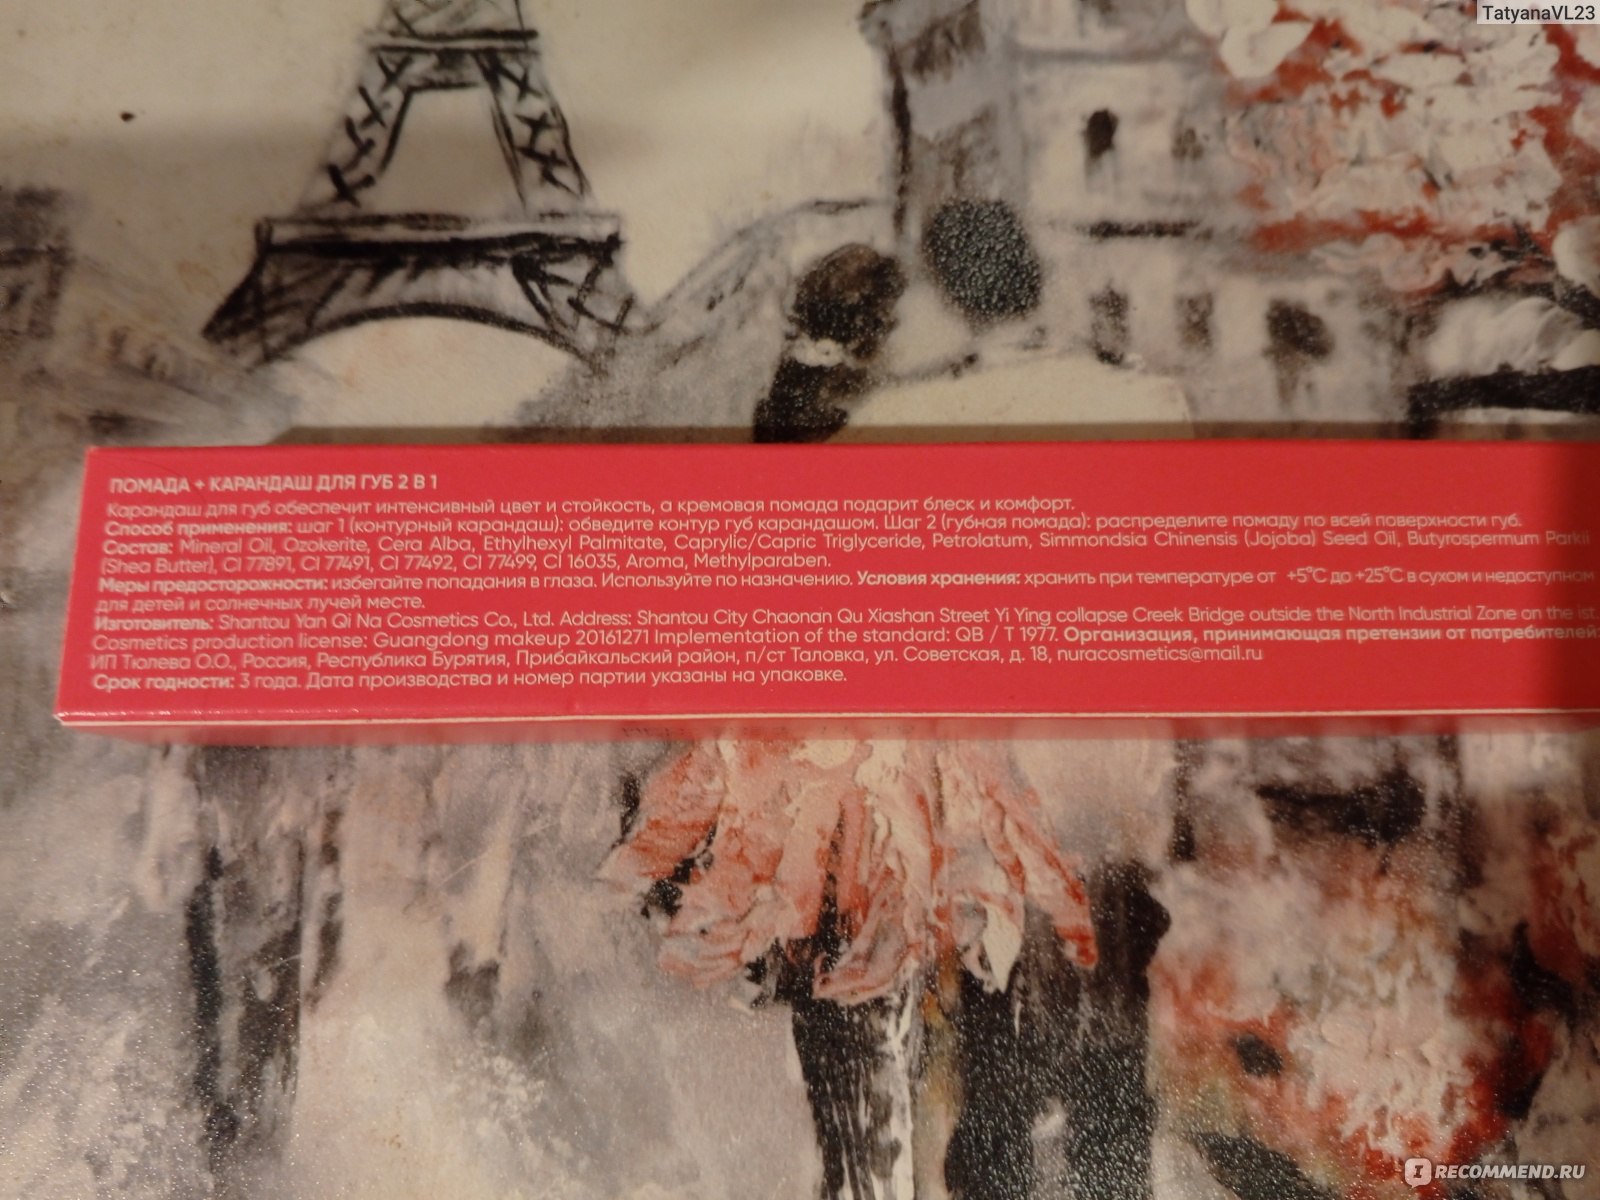 TatyanaVL23
ПОМАДА + КАРАНДАШ ДЛЯ ГУБ 2 В 1
Карандаш для губ обеспечит интенсивный цвет и стойкость, а кремовая помада подарит блеск и комфорт.
Способ применения: шаг 1 (контурный карандаш): обведите контур губ карандашом. Шаг 2 (губная помада): распределите помаду по всей поверхности губ.
Состав: Mineral Oil, Ozokerite, Cera Alba, Ethylhexyl Palmitate, Caprylic/Capric Triglyceride, Petrolatum, Simmondsia Chinensis (Jojoba) Seed Oil, Butyrospermum Parkii
(Shea Butter), CI 77891, CI 77491, CI 77492, CI 77499, CI 16035, Aroma, Methylparaben.
Меры предосторожности: избегайте попадания в глаза. Используйте по назначению. Условия хранения: хранить при температуре от +5°C до +25°C в сухом и недоступном
для детей и солнечных лучей месте.
Изготовитель: Shantou Yan Qi Na Cosmetics Co., Ltd. Address: Shantou City Chaonan Qu Xiashan Street Yi Ying collapse Creek Bridge outside the North Industrial Zone on the ist.
Cosmetics production license: Guangdong makeup 20161271 Implementation of the standard: QB / T 1977. Организация, принимающая претензии от потребителей:
ИП Тюлева О.О., Россия, Республика Бурятия, Прибайкальский район, п/ст Таловка, ул. Советская, д. 18, nuracosmetics@mail.ru
Срок годности: 3 года. Дата производства и номер партии указаны на упаковке.
RECOMMEND.RU